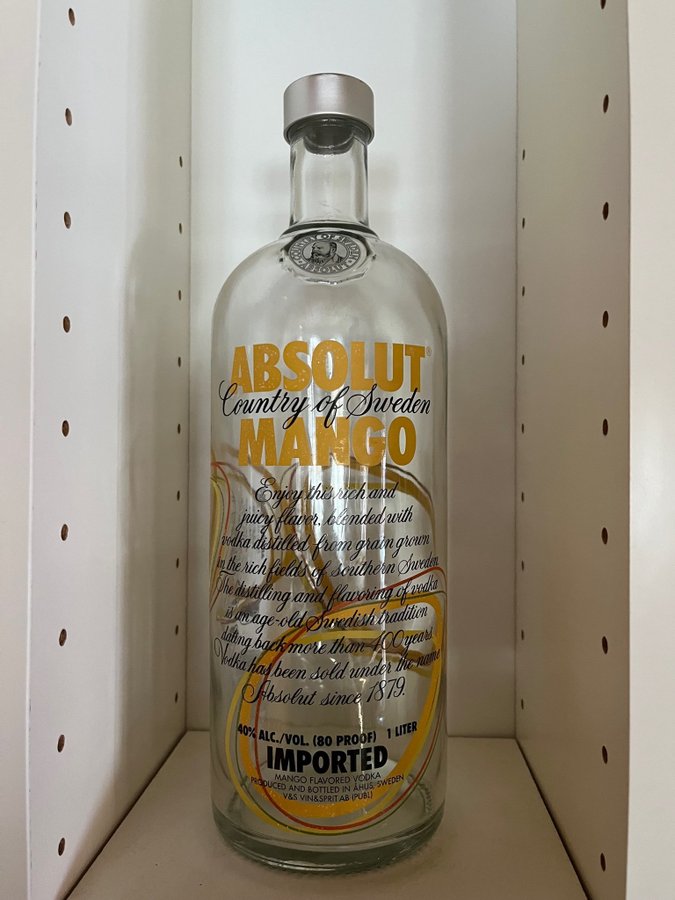 COUNTRY OF SWEDEN
ABSOLUT®
Country of Sweden
MANGO
Enjoy this rich and
juicy flavor, blended with
vodka distilled from grain grown
in the rich fields of southern Sweden.
The distilling and flavoring of vodka
is an age-old Swedish tradition
dating back more than 400 years.
Vodka has been sold under the name
Absolut since 1879.
40% ALC./VOL. (80 PROOF) 1 LITER
IMPORTED
MANGO FLAVORED VODKA
PRODUCED AND BOTTLED IN ÅHUS, SWEDEN
V&S VIN&SPRIT AB (PUBL)